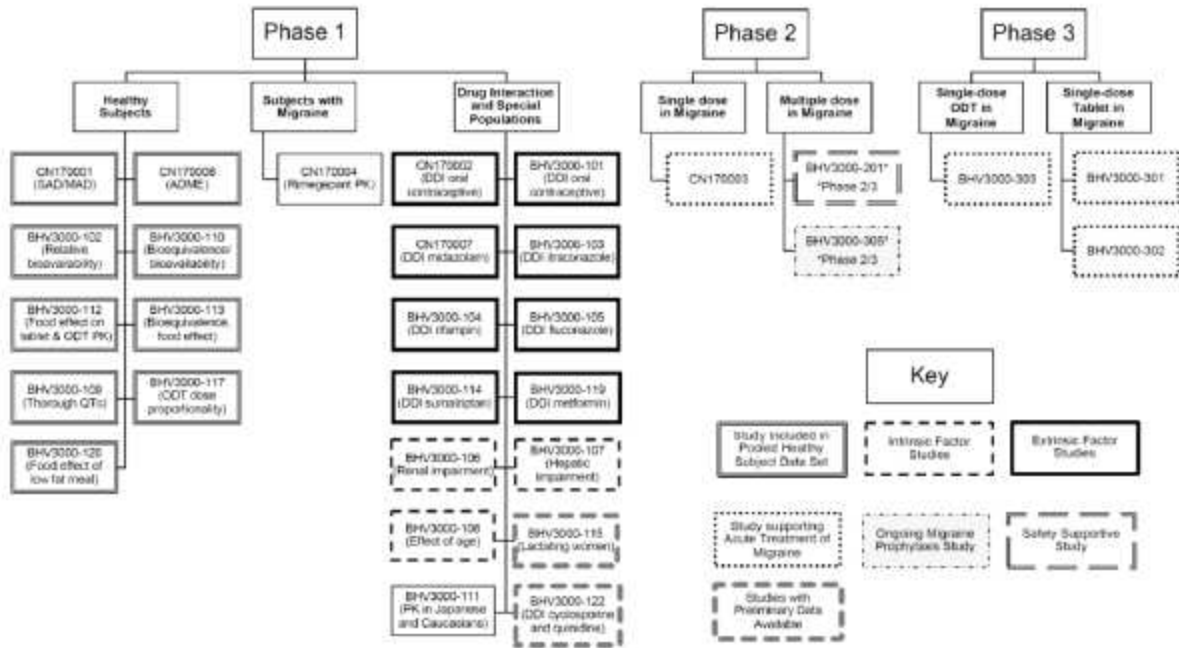 Phase 1
Healthy
Subjects
CN170001
(SAD/MAD)
CN170006
(ADME)
BHV3000-102
(Relative
bioavailability)
BHV3000-110
(Bioequivalence/
bioavailability)
BHV3000-112
(Food effect on
tablet & ODT PK)
BHV3000-113
(Bioequivalence,
food effect)
BHV3000-109
(Thorough QTc)
BHV3000-117
(ODT dose
proportionality)
BHV3000-120
(Food effect of
low fat meal)
Subjects with
Migraine
CN170004
(Rimegepant PK)
Drug Interaction
and Special
Populations
CN170002
(DDI oral
contraceptive)
BHV3000-101
(DDI oral
contraceptive)
CN170007
(DDI midazolam)
BHV3000-103
(DDI itraconazole)
BHV3000-104
(DDI rifampin)
BHV3000-105
(DDI fluconazole)
BHV3000-114
(DDI sumatriptan)
BHV3000-119
(DDI metformin)
BHV3000-106
(Renal impairment)
BHV3000-107
(Hepatic
impairment)
BHV3000-108
(Effect of age)
BHV3000-115
(Lactating women)
BHV3000-111
(PK in Japanese
and Caucasians)
BHV3000-122
(DDI cyclosporine
and quinidine)
Phase 2
Single dose
in Migraine
CN170003
Multiple dose
in Migraine
BHV3000-201*
*Phase 2/3
BHV3000-305*
*Phase 2/3
Phase 3
Single-dose
ODT in
Migraine
BHV3000-303
Single-dose
Tablet in
Migraine
BHV3000-301
BHV3000-302
Key
Study Included in
Pooled Healthy
Subject Data Set
Intrinsic Factor
Studies
Extrinsic Factor
Studies
Study supporting
Acute Treatment of
Migraine
Ongoing Migraine
Prophylaxis Study
Safety Supportive
Study
Studies with
Preliminary Data
Available